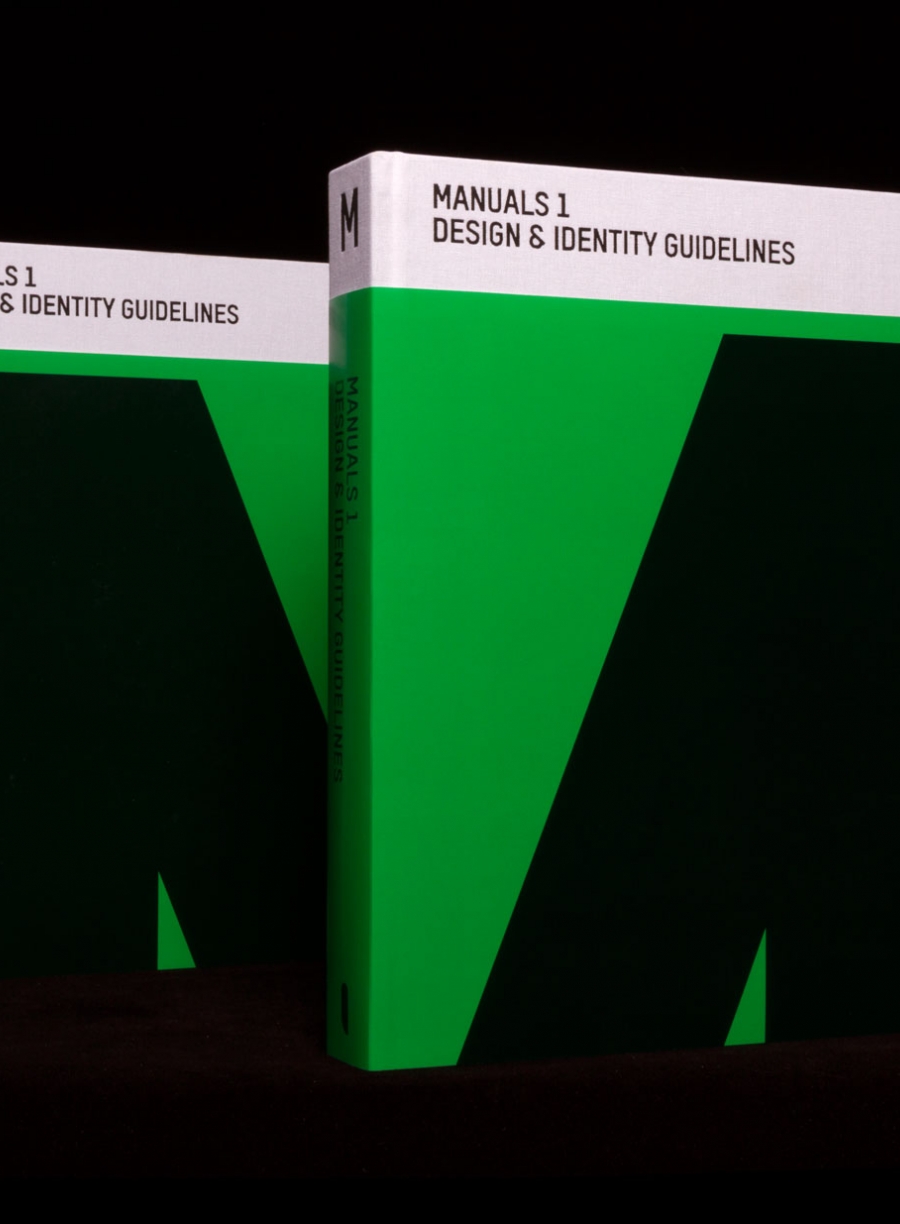 LS 1
& IDENTITY GUIDELINES
M
MANUALS 1
DESIGN & IDENTITY GUIDELINES
MANUALS 1
DESIGN & IDENTITY GUIDELINES